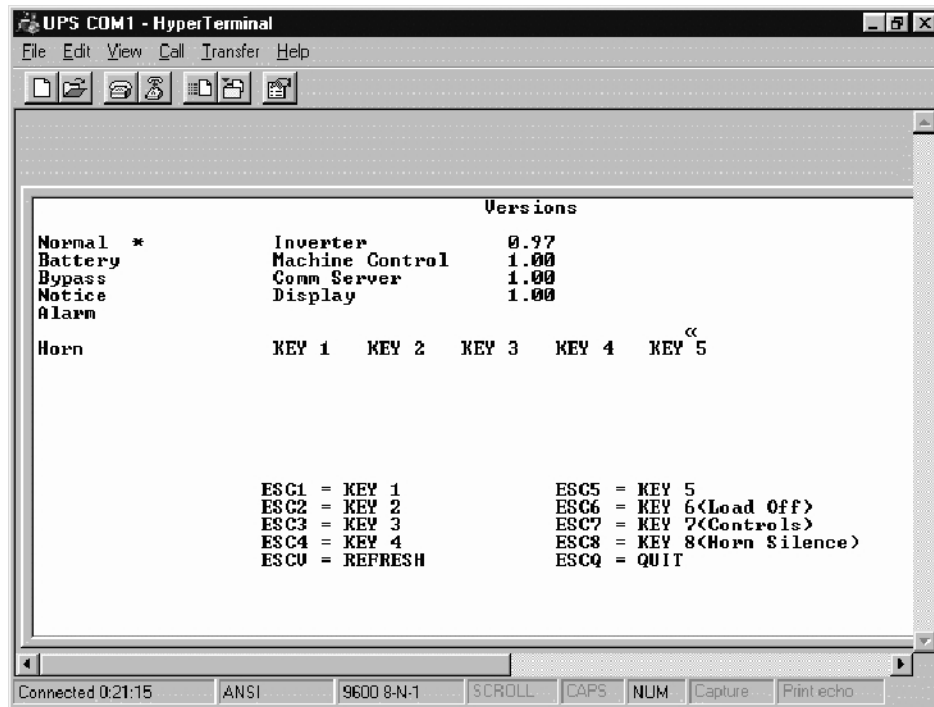 UPS COM1 - HyperTerminal
File Edit View Call Transfer Help
Versions
Normal * Inverter 0.97
Battery Machine Control 1.00
Bypass Comm Server 1.00
Notice Display 1.00
Alarm
«
Horn KEY 1 KEY 2 KEY 3 KEY 4 KEY 5
ESC1 = KEY 1 ESC5 = KEY 5
ESC2 = KEY 2 ESC6 = KEY 6(Load Off)
ESC3 = KEY 3 ESC7 = KEY 7(Controls)
ESC4 = KEY 4 ESC8 = KEY 8(Horn Silence)
ESCV = REFRESH ESCQ = QUIT
Connected 0:21:15 ANSI 9600 8-N-1 SCROLL CAPS NUM Capture Print echo